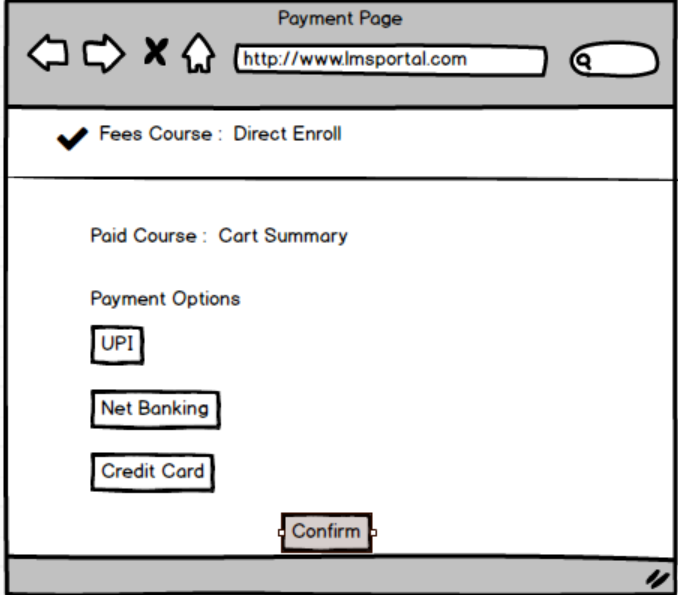 Payment Page
http://www.lmsportal.com
Fees Course : Direct Enroll
Paid Course : Cart Summary
Payment Options
UPI
Net Banking
Credit Card
Confirm